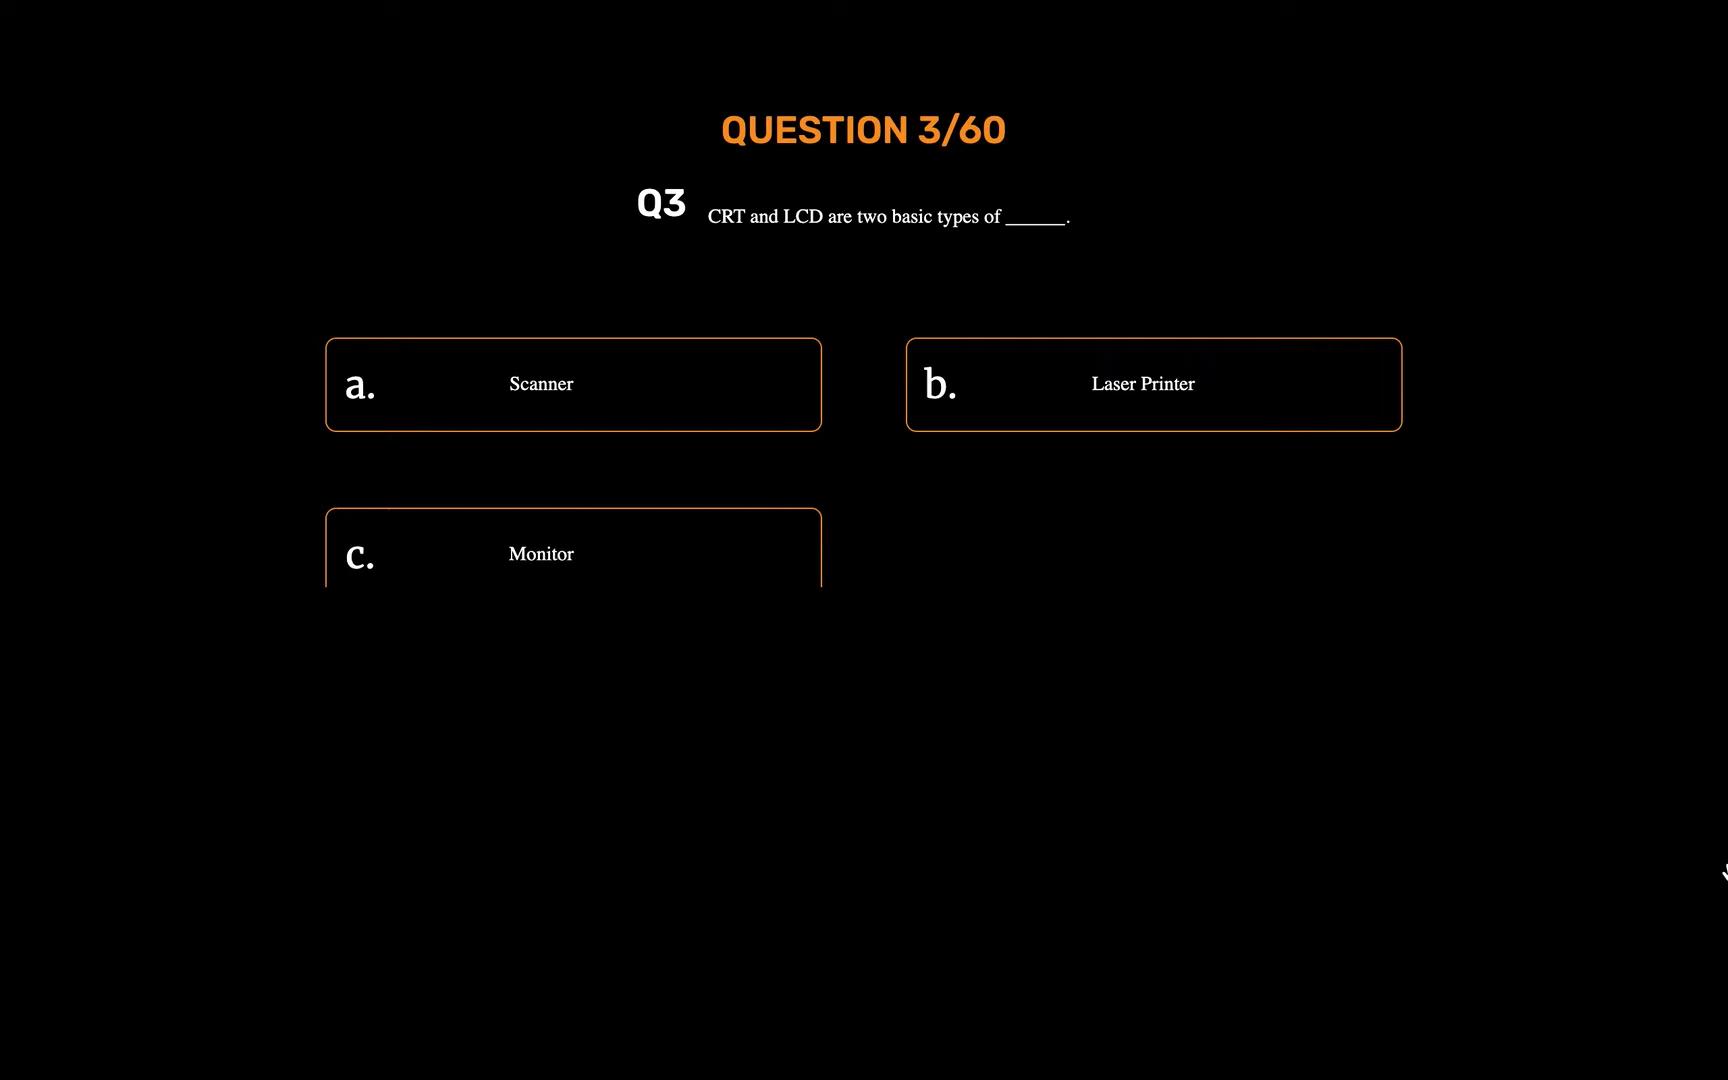 QUESTION 3/60
Q3 CRT and LCD are two basic types of ______.
a. Scanner
b. Laser Printer
c. Monitor